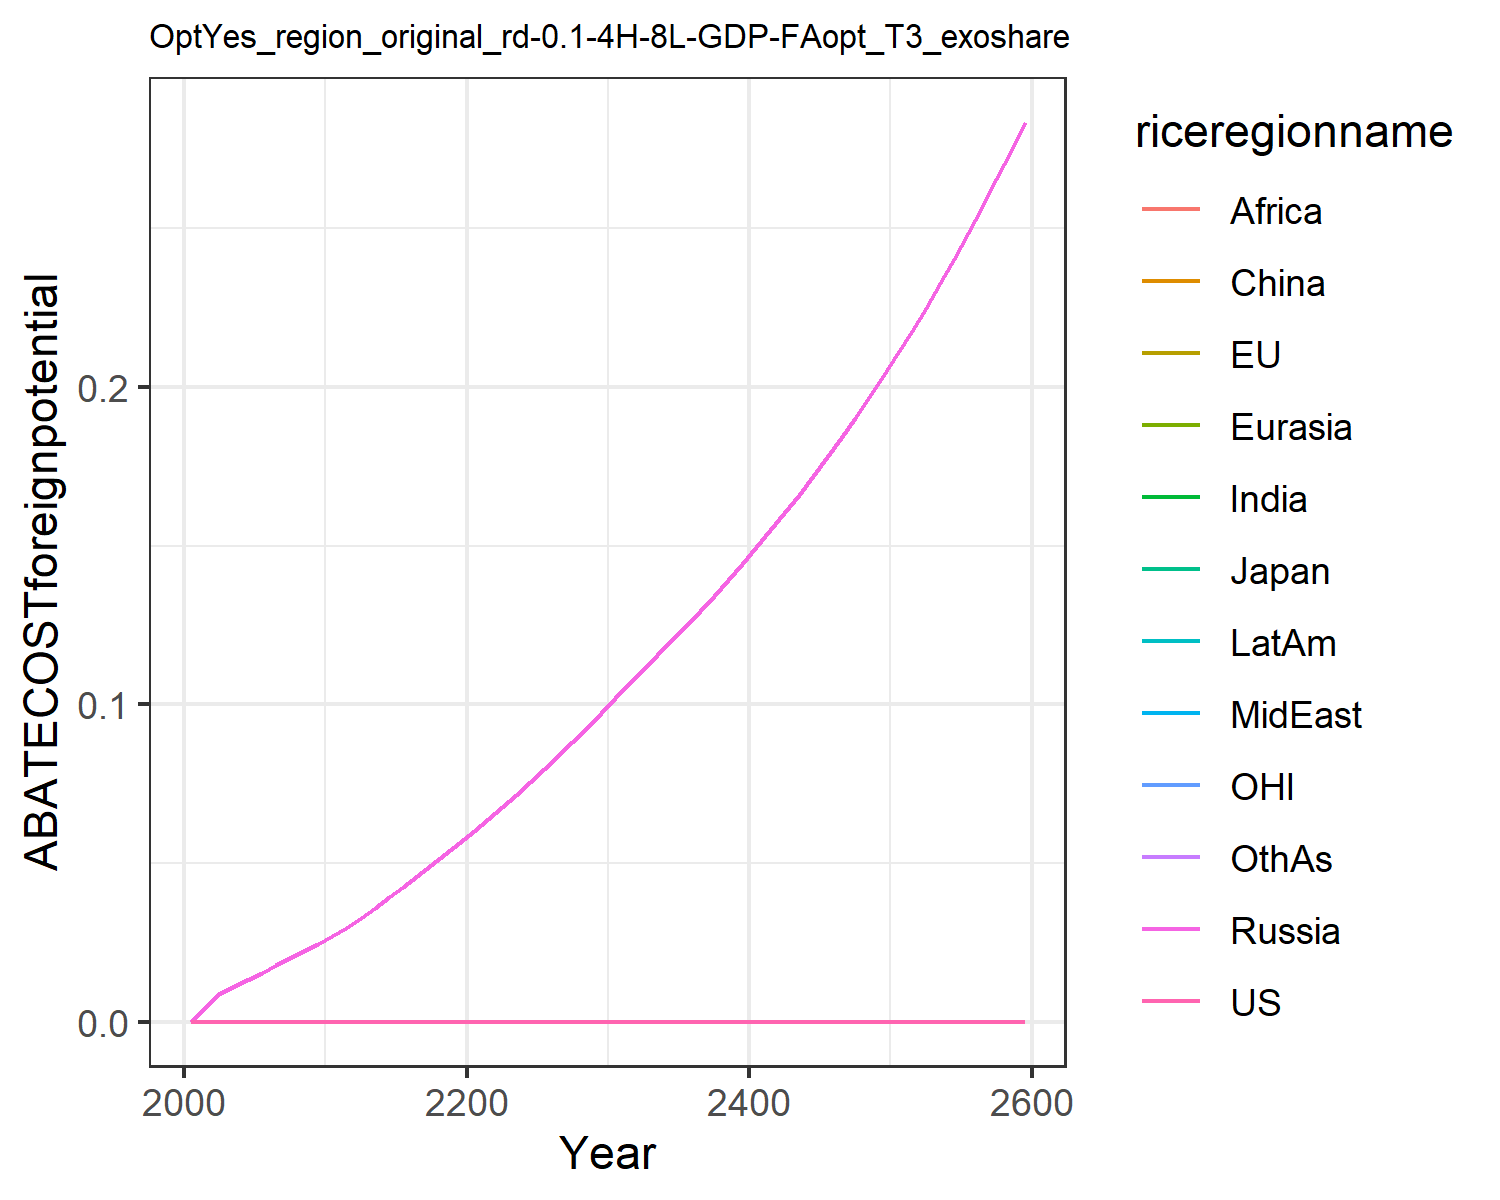 OptYes_region_original_rd-0.1-4H-8L-GDP-FAopt_T3_exoshare
ABATECOSTforeignpotential
0.2
0.1
0.0
2000
2200
2400
2600
Year
riceregionname
Africa
China
EU
Eurasia
India
Japan
LatAm
MidEast
OHI
OthAs
Russia
US